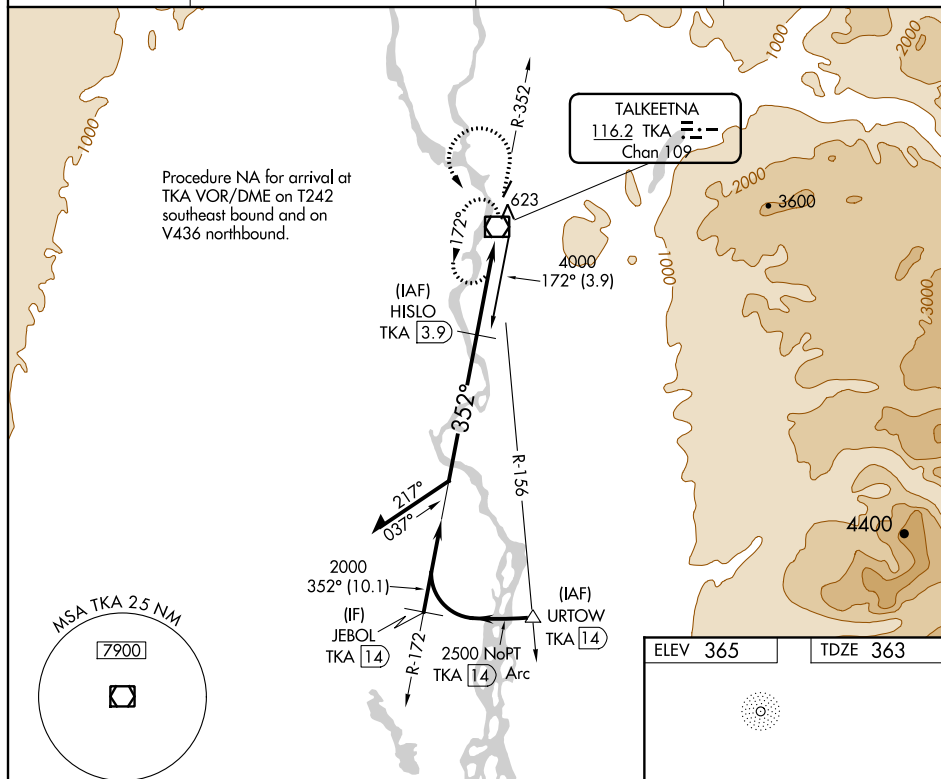 1000
1000
2000
R-352
TALKEETNA
116.2 TKA
Chan 109
Procedure NA for arrival at
TKA VOR/DME on T242
southeast bound and on
V436 northbound.
2000
3600
623
172°
4000
172° (3.9)
1000
3000
(IAF)
HISLO
TKA 3.9
352°
R-156
217°
037°
4400
2000
352° (10.1)
(IF)
JEBOL
TKA 14
R-172
2500 NoPT
TKA 14 Arc
(IAF)
URTOW
TKA 14
MSA TKA 25 NM
7900
ELEV 365
TDZE 363